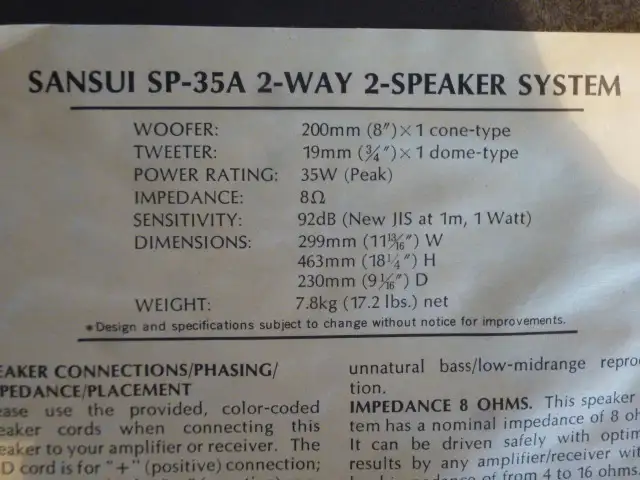 SANSUI SP-35A 2-WAY 2-SPEAKER SYSTEM
WOOFER: 200mm (8″)×1 cone-type
TWEETER: 19mm (¾″)×1 dome-type
POWER RATING: 35W (Peak)
IMPEDANCE: 8Ω
SENSITIVITY: 92dB (New JIS at 1m, 1 Watt)
DIMENSIONS: 299mm (11 13/16″) W
463mm (18¼″) H
230mm (9 1/16″) D
WEIGHT: 7.8kg (17.2 lbs.) net
*Design and specifications subject to change without notice for improvements.
EAKER CONNECTIONS/PHASING/
PEDANCE/PLACEMENT
ease use the provided, color-coded
eaker cords when connecting this
eaker to your amplifier or receiver. The
D cord is for "+" (positive) connection;
unnatural bass/low-midrange repro
tion.
IMPEDANCE 8 OHMS. This speaker
tem has a nominal impedance of 8 oh
It can be driven safely with optim
results by any amplifier/receiver wit
of from 4 to 16 ohms.